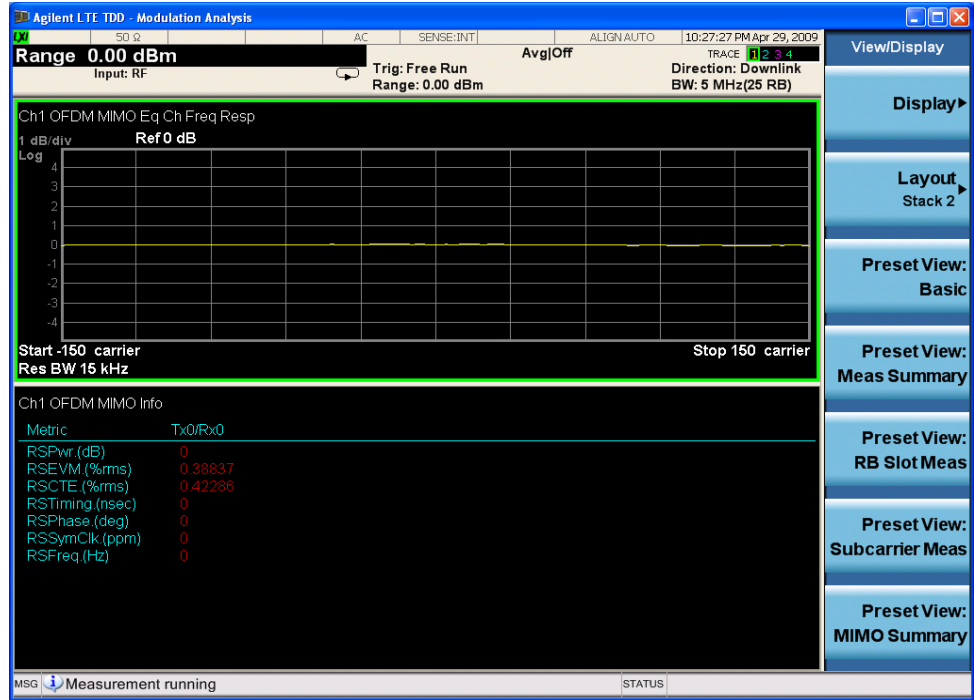 Agilent LTE TDD - Modulation Analysis
LXI 50 Ω AC SENSE:INT ALIGN AUTO 10:27:27 PM Apr 29, 2009
Range 0.00 dBm
Input: RF
Trig: Free Run
Range: 0.00 dBm
Avg|Off
TRACE 1 2 3 4
Direction: Downlink
BW: 5 MHz(25 RB)
Ch1 OFDM MIMO Eq Ch Freq Resp
1 dB/div Ref 0 dB
Log
4
3
2
1
0
-1
-2
-3
-4
Start -150 carrier Stop 150 carrier
Res BW 15 kHz
Ch1 OFDM MIMO Info
Metric Tx0/Rx0
RSPwr.(dB) 0
RSEVM.(%rms) 0.38837
RSCTE.(%rms) 0.42286
RSTiming.(nsec) 0
RSPhase.(deg) 0
RSSymClk.(ppm) 0
RSFreq.(Hz) 0
MSG Measurement running STATUS
View/Display
Display
Layout
Stack 2
Preset View:
Basic
Preset View:
Meas Summary
Preset View:
RB Slot Meas
Preset View:
Subcarrier Meas
Preset View:
MIMO Summary